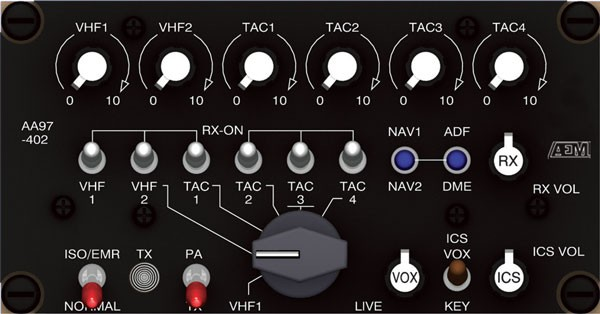 VHF1 VHF2 TAC1 TAC2 TAC3 TAC4
0 10 0 10 0 10 0 10 0 10 0 10
AA97
-402
RX-ON
NAV1 ADF
RX
AEM
VHF
1
VHF
2
TAC
1
TAC
2
TAC
3
TAC
4
NAV2 DME
RX VOL
ISO/EMR TX PA
ICS
VOX
ICS VOL
VOX
ICS
NORMAL TX VHF1 LIVE KEY